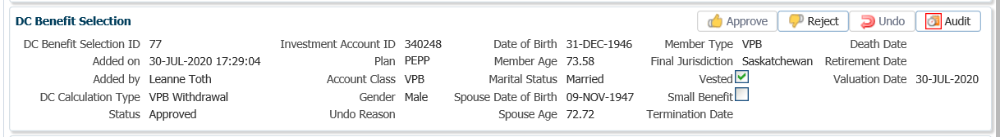 DC Benefit Selection Approve Reject Undo Audit
DC Benefit Selection ID 77 Investment Account ID 340248 Date of Birth 31-DEC-1946 Member Type VPB Death Date
Added on 30-JUL-2020 17:29:04 Plan PEPP Member Age 73.58 Final Jurisdiction Saskatchewan Retirement Date
Added by Leanne Toth Account Class VPB Marital Status Married Vested Valuation Date 30-JUL-2020
DC Calculation Type VPB Withdrawal Gender Male Spouse Date of Birth 09-NOV-1947 Small Benefit
Status Approved Undo Reason Spouse Age 72.72 Termination Date